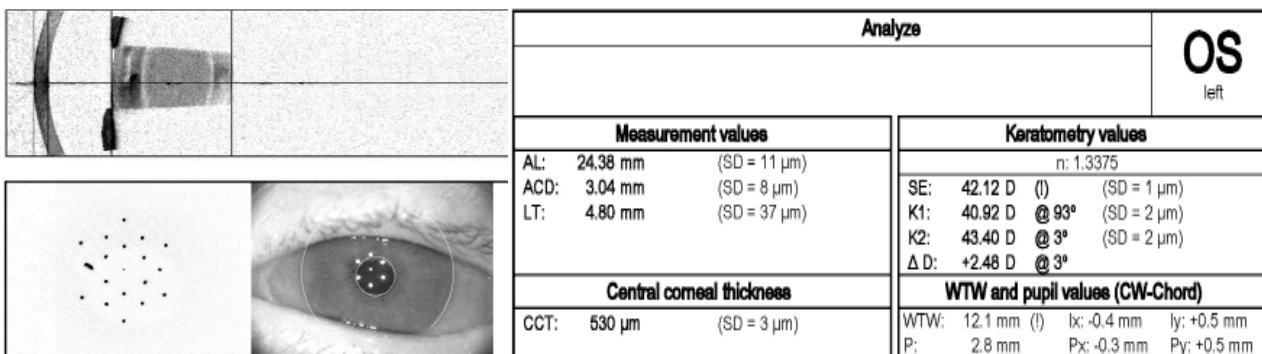 Analyze
OS
left
Measurement values
AL: 24.38 mm (SD = 11 µm)
ACD: 3.04 mm (SD = 8 µm)
LT: 4.80 mm (SD = 37 µm)
Keratometry values
n: 1.3375
SE: 42.12 D (!) (SD = 1 µm)
K1: 40.92 D @ 93° (SD = 2 µm)
K2: 43.40 D @ 3° (SD = 2 µm)
Δ D: +2.48 D @ 3°
Central corneal thickness
CCT: 530 µm (SD = 3 µm)
WTW and pupil values (CW-Chord)
WTW: 12.1 mm (!) Ix: -0.4 mm Iy: +0.5 mm
P: 2.8 mm Px: -0.3 mm Py: +0.5 mm